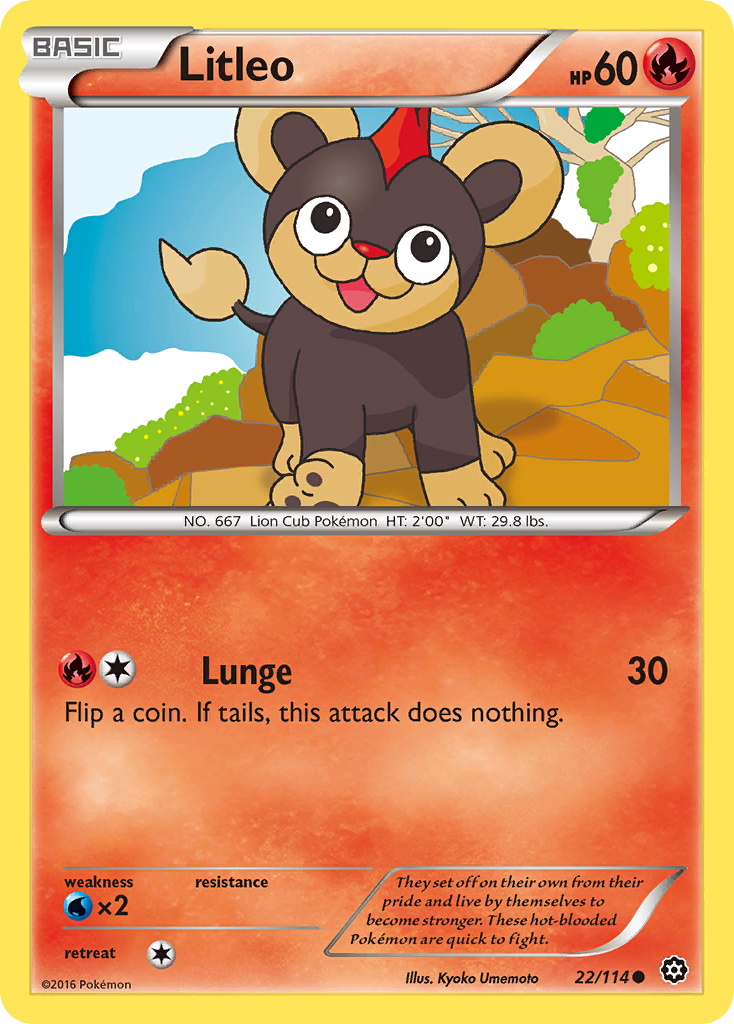 BASIC
Litleo
HP60
NO. 667 Lion Cub Pokémon HT: 2'00" WT: 29.8 lbs.
Lunge 30
Flip a coin. If tails, this attack does nothing.
weakness resistance
×2
They set off on their own from their
pride and live by themselves to
become stronger. These hot-blooded
Pokémon are quick to fight.
retreat
©2016 Pokémon
Illus. Kyoko Umemoto
22/114